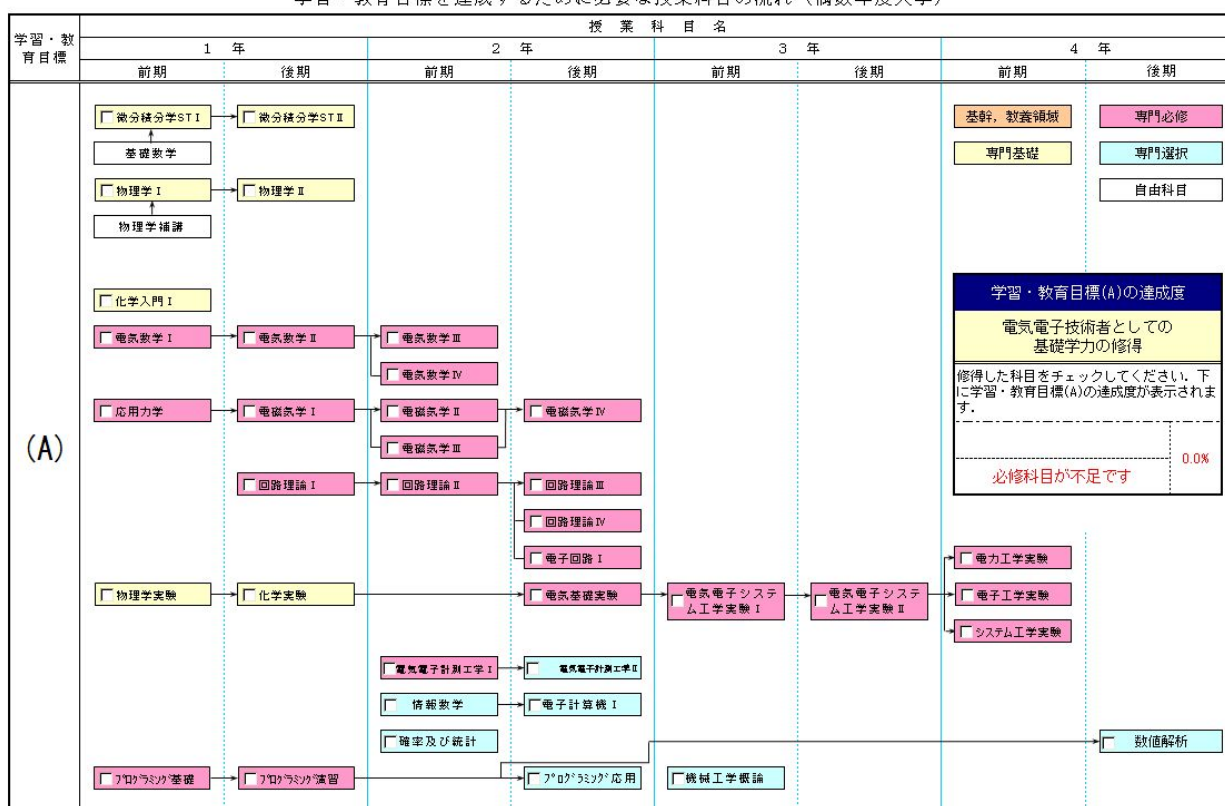 学習・教育目標を達成するために必要な授業科目の流れ（偶数年度入学）
学習・教
育目標
授業科目名
1 年
2 年
3 年
4 年
前期
後期
前期
後期
前期
後期
前期
後期
微分積分学STⅠ
微分積分学STⅡ
基幹，教養領域
専門必修
基礎数学
専門基礎
専門選択
物理学Ⅰ
物理学Ⅱ
自由科目
物理学補講
化学入門Ⅰ
学習・教育目標(A)の達成度
電気電子技術者としての
基礎学力の修得
修得した科目をチェックしてください．下
に学習・教育目標(A)の達成度が表示されま
す．
0.0%
必修科目が不足です
電気数学Ⅰ
電気数学Ⅱ
電気数学Ⅲ
電気数学Ⅳ
応用力学
電磁気学Ⅰ
電磁気学Ⅱ
電磁気学Ⅳ
(A)
電磁気学Ⅲ
回路理論Ⅰ
回路理論Ⅱ
回路理論Ⅲ
回路理論Ⅳ
電子回路Ⅰ
電力工学実験
物理学実験
化学実験
電気基礎実験
電気電子システ
ム工学実験Ⅰ
電気電子システ
ム工学実験Ⅱ
電子工学実験
システム工学実験
電気電子計測工学Ⅰ
電気電子計測工学Ⅱ
情報数学
電子計算機Ⅰ
確率及び統計
数値解析
ﾌﾟﾛｸﾞﾗﾐﾝｸﾞ基礎
ﾌﾟﾛｸﾞﾗﾐﾝｸﾞ演習
ﾌﾟﾛｸﾞﾗﾐﾝｸﾞ応用
機械工学概論